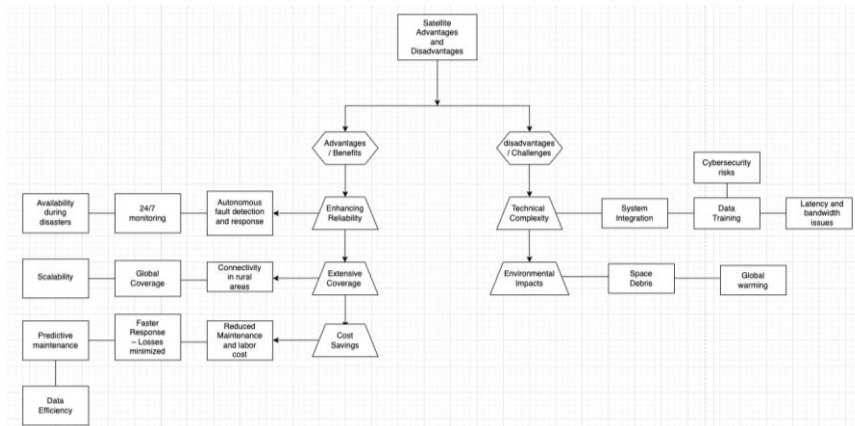 Satellite
Advantages
and
Disadvantages
Advantages
/ Benefits
disadvantages
/ Challenges
Cybersecurity
risks
Availability
during
disasters
24/7
monitoring
Autonomous
fault detection
and response
Enhancing
Reliability
Technical
Complexity
System
Integration
Data
Training
Latency and
bandwidth
issues
Scalability
Global
Coverage
Connectivity
in rural
areas
Extensive
Coverage
Environmental
Impacts
Space
Debris
Global
warming
Predictive
maintenance
Faster
Response
~ Losses
minimized
Reduced
Maintenance
and labor
cost
Cost
Savings
Data
Efficiency